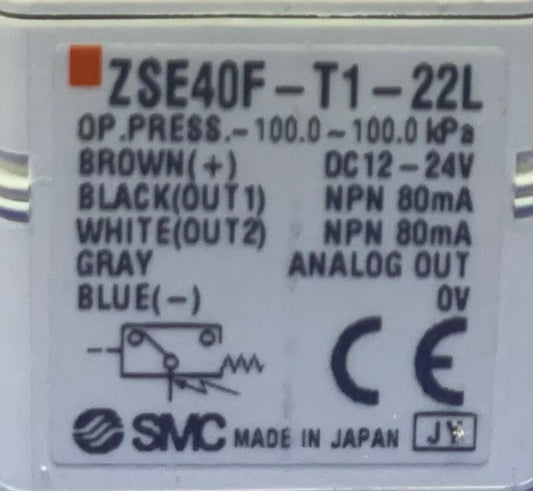 ZSE40F-T1-22L
OP.PRESS.-100.0~100.0 kPa
BROWN(+) DC12-24V
BLACK(OUT1) NPN 80mA
WHITE(OUT2) NPN 80mA
GRAY ANALOG OUT
BLUE(-) 0V
CE
SMC MADE IN JAPAN JY